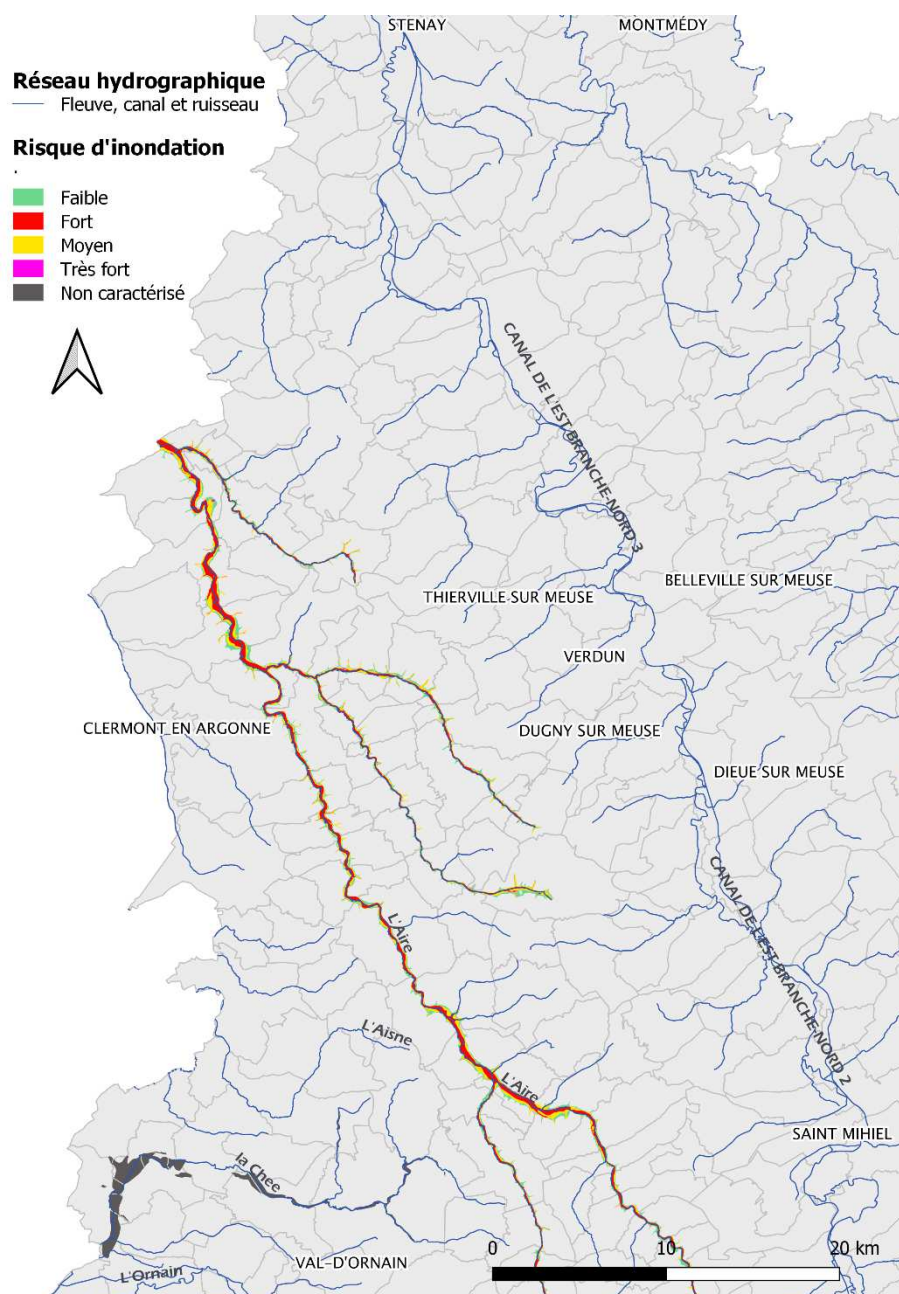 STENAY
MONTMÉDY
Réseau hydrographique
Fleuve, canal et ruisseau
Risque d'inondation
.
Faible
Fort
Moyen
Très fort
Non caractérisé
CANAL DE L'EST-BRANCHE-NORD 3
BELLEVILLE SUR MEUSE
THIERVILLE SUR MEUSE
VERDUN
CLERMONT EN ARGONNE
DUGNY SUR MEUSE
DIEUE SUR MEUSE
CANAL DE L'EST-BRANCHE-NORD 2
L'Aire
L'Aisne
L'Aire
SAINT MIHIEL
la Chee
VAL-D'ORNAIN
L'Ornain
0 10 20 km